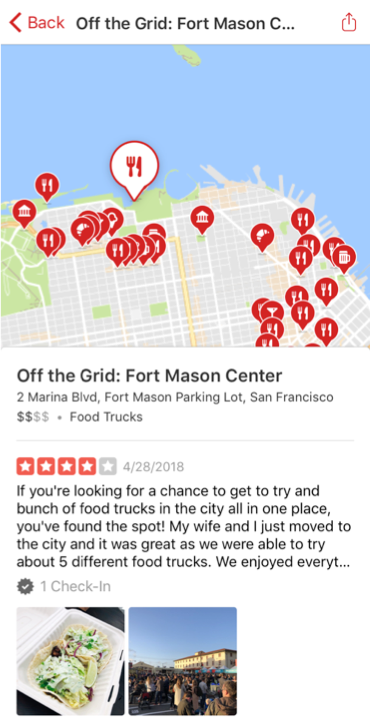 Back Off the Grid: Fort Mason C...
Off the Grid: Fort Mason Center
2 Marina Blvd, Fort Mason Parking Lot, San Francisco
$$$$ • Food Trucks
4/28/2018
If you're looking for a chance to get to try and
bunch of food trucks in the city all in one place,
you've found the spot! My wife and I just moved to
the city and it was great as we were able to try
about 5 different food trucks. We enjoyed everyt...
1 Check-In